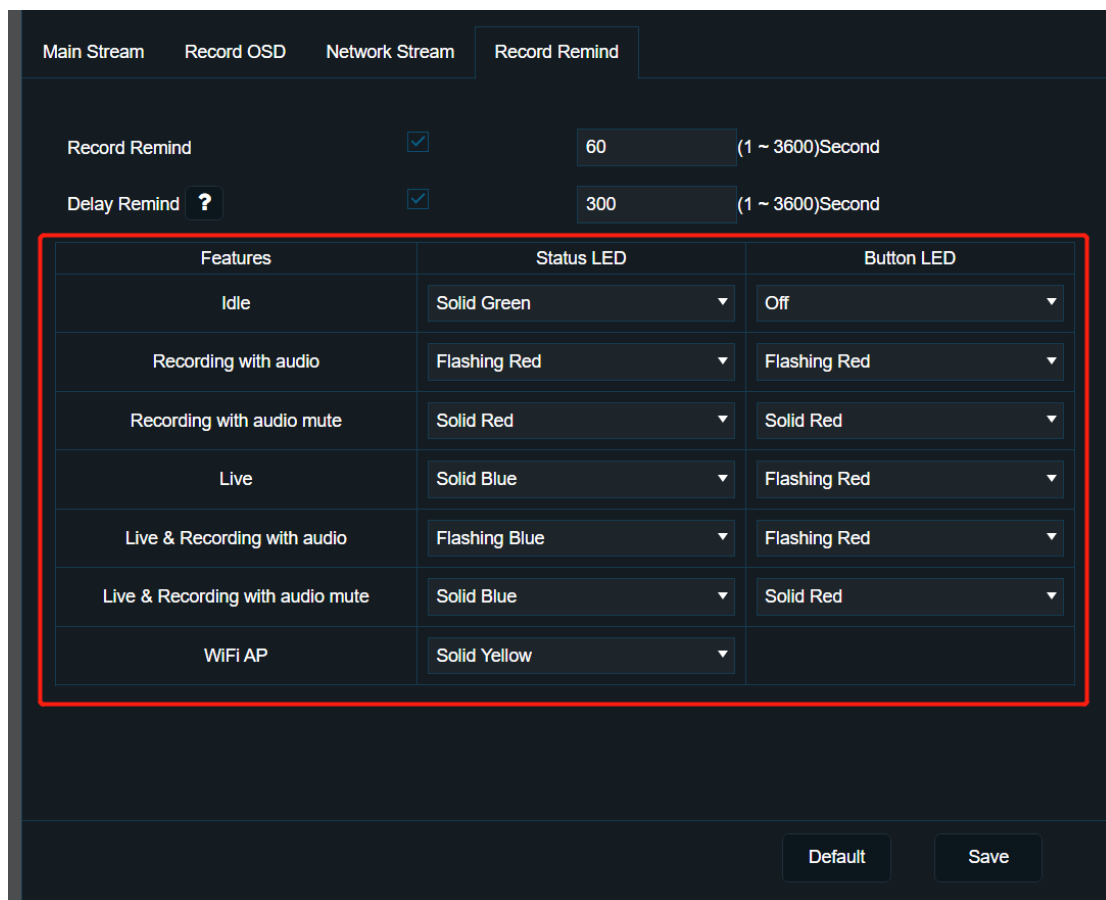 Main Stream Record OSD Network Stream Record Remind
Record Remind 60 (1 ~ 3600)Second
Delay Remind ? 300 (1 ~ 3600)Second
Features Status LED Button LED
Idle Solid Green Off
Recording with audio Flashing Red Flashing Red
Recording with audio mute Solid Red Solid Red
Live Solid Blue Flashing Red
Live & Recording with audio Flashing Blue Flashing Red
Live & Recording with audio mute Solid Blue Solid Red
WiFi AP Solid Yellow
Default Save